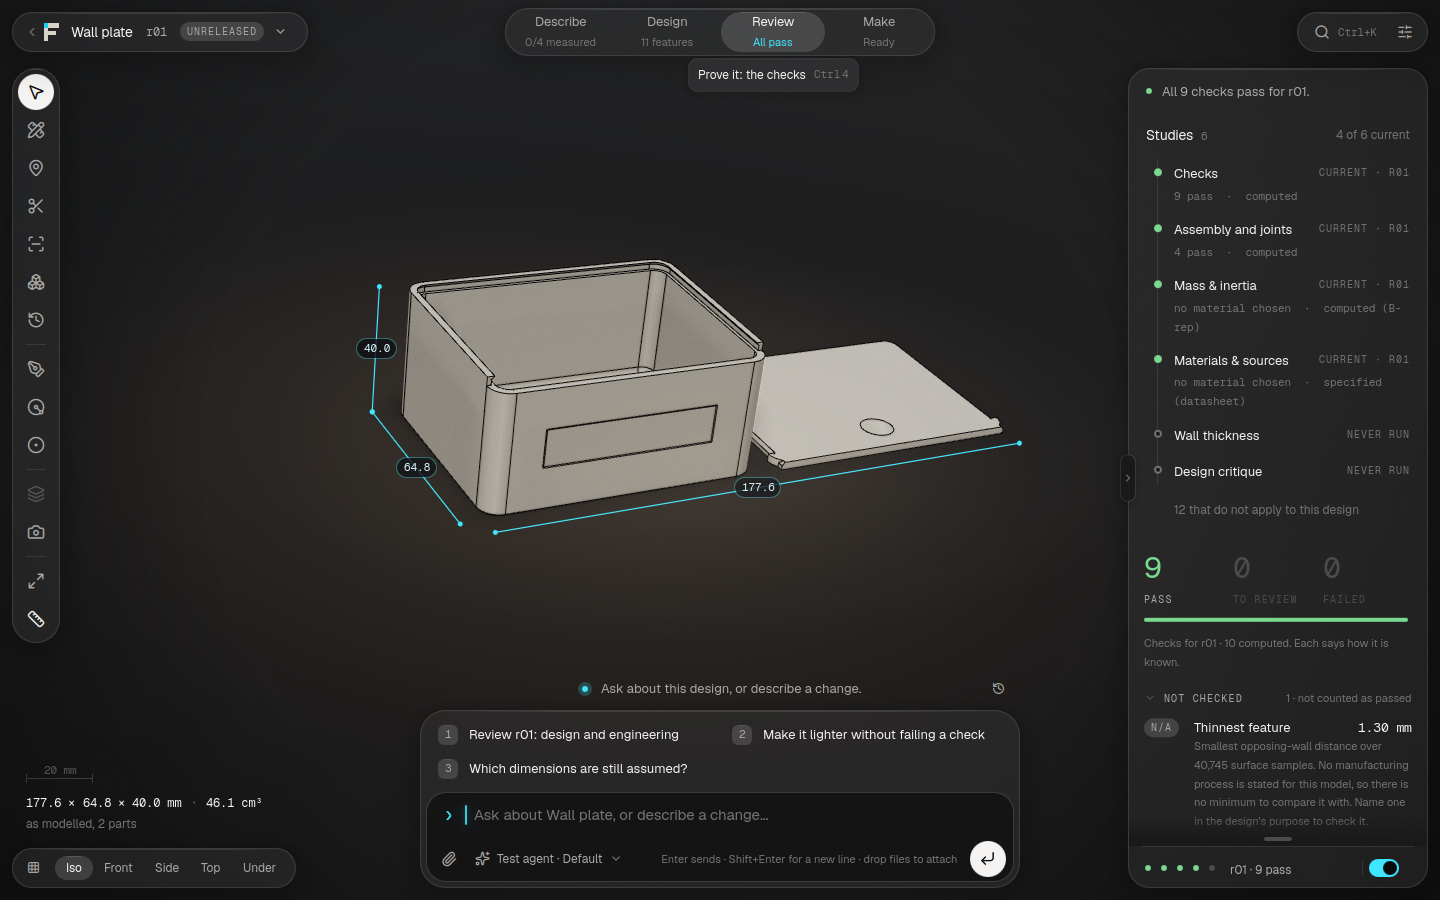 Wall plate r01 UNRELEASED
Describe
0/4 measured
Design
11 features
Review
All pass
Make
Ready
Ctrl+K
Prove it: the checks Ctrl 4
All 9 checks pass for r01.
Studies 6 4 of 6 current
Checks CURRENT · R01
9 pass · computed
Assembly and joints CURRENT · R01
4 pass · computed
Mass & inertia CURRENT · R01
no material chosen · computed (B-
rep)
Materials & sources CURRENT · R01
no material chosen · specified
(datasheet)
Wall thickness NEVER RUN
Design critique NEVER RUN
12 that do not apply to this design
9 0 0
PASS TO REVIEW FAILED
Checks for r01 · 10 computed. Each says how it is
known.
NOT CHECKED 1 · not counted as passed
N/A Thinnest feature 1.30 mm
Smallest opposing-wall distance over
40,745 surface samples. No manufacturing
process is stated for this model, so there is
no minimum to compare it with. Name one
in the design's purpose to check it.
r01 · 9 pass
40.0
64.8
177.6
Ask about this design, or describe a change.
1 Review r01: design and engineering
2 Make it lighter without failing a check
3 Which dimensions are still assumed?
Ask about Wall plate, or describe a change...
Test agent · Default
Enter sends · Shift+Enter for a new line · drop files to attach
20 mm
177.6 × 64.8 × 40.0 mm · 46.1 cm³
as modelled, 2 parts
Iso Front Side Top Under